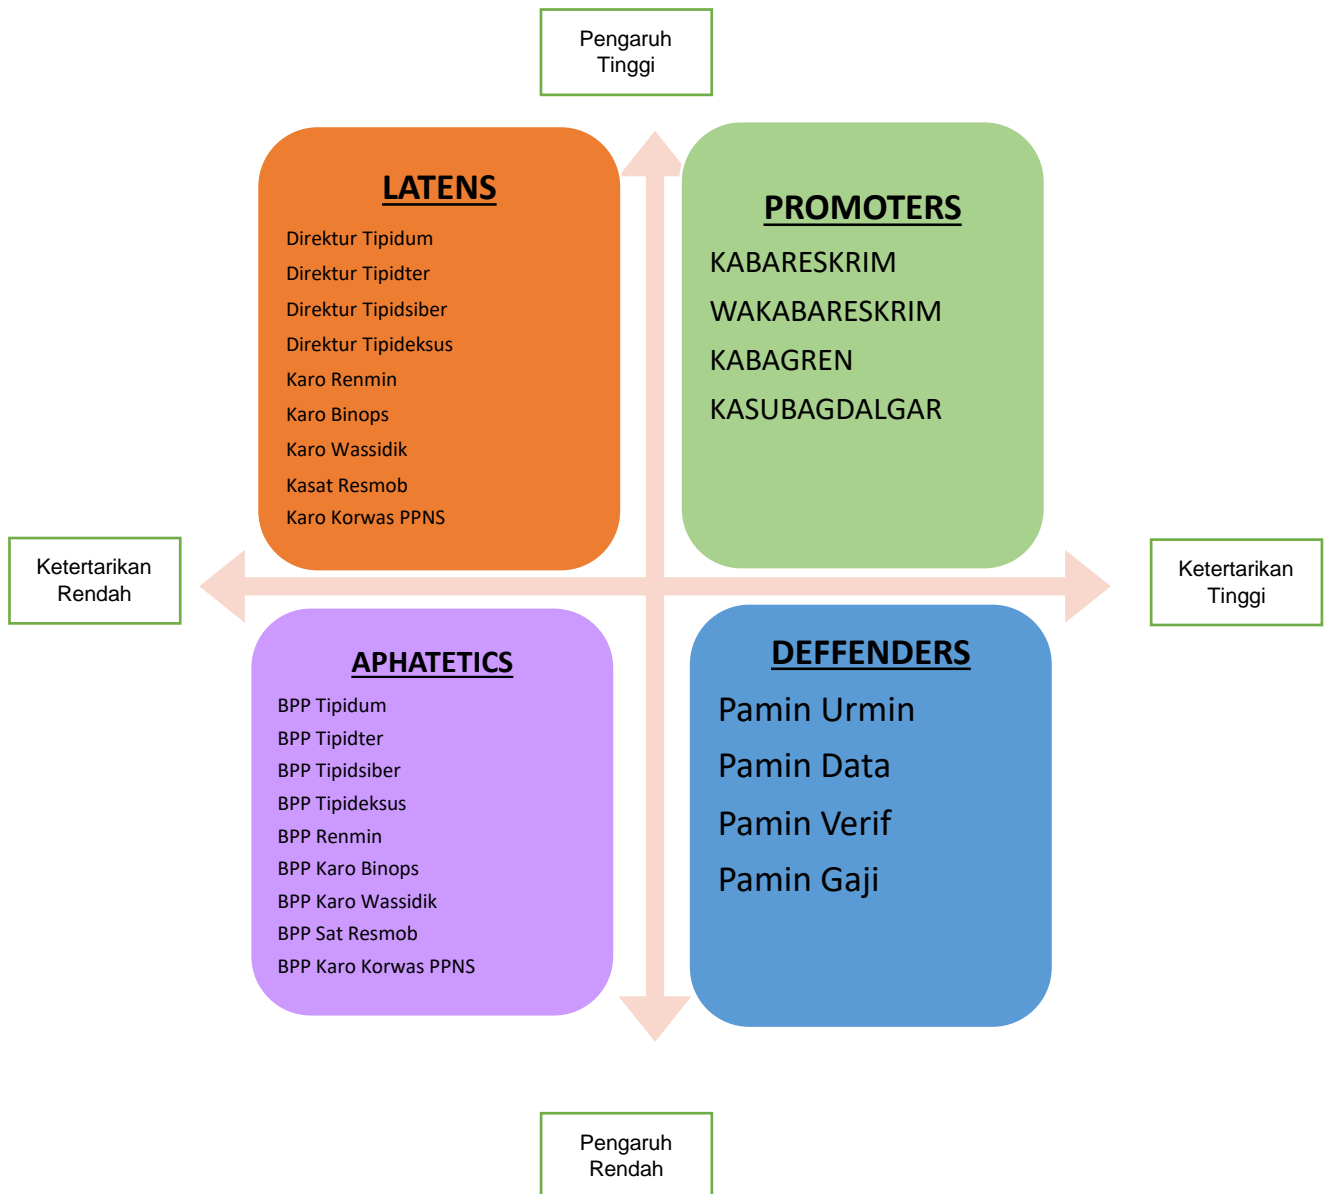 Pengaruh
Tinggi
LATENS
Direktur Tipidum
Direktur Tipidter
Direktur Tipidsiber
Direktur Tipideksus
Karo Renmin
Karo Binops
Karo Wassidik
Kasat Resmob
Karo Korwas PPNS
PROMOTERS
KABARESKRIM
WAKABARESKRIM
KABAGREN
KASUBAGDALGAR
Ketertarikan
Rendah
Ketertarikan
Tinggi
APHATETICS
BPP Tipidum
BPP Tipidter
BPP Tipidsiber
BPP Tipideksus
BPP Renmin
BPP Karo Binops
BPP Karo Wassidik
BPP Sat Resmob
BPP Karo Korwas PPNS
DEFFENDERS
Pamin Urmin
Pamin Data
Pamin Verif
Pamin Gaji
Pengaruh
Rendah